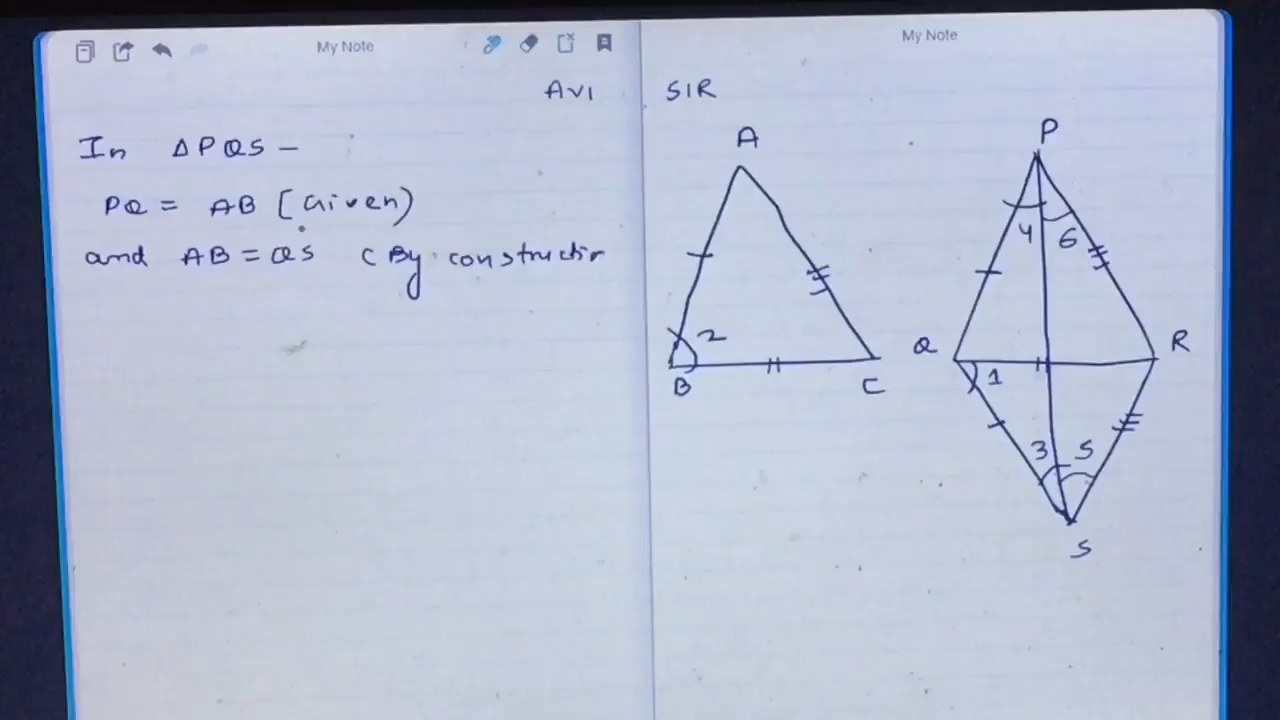 My Note
My Note
AVI SIR
In ΔPQS -
PQ = AB [Given)
and AB = QS (By constructin
A
2
B
C
P
4
6
Q
R
1
3
5
S